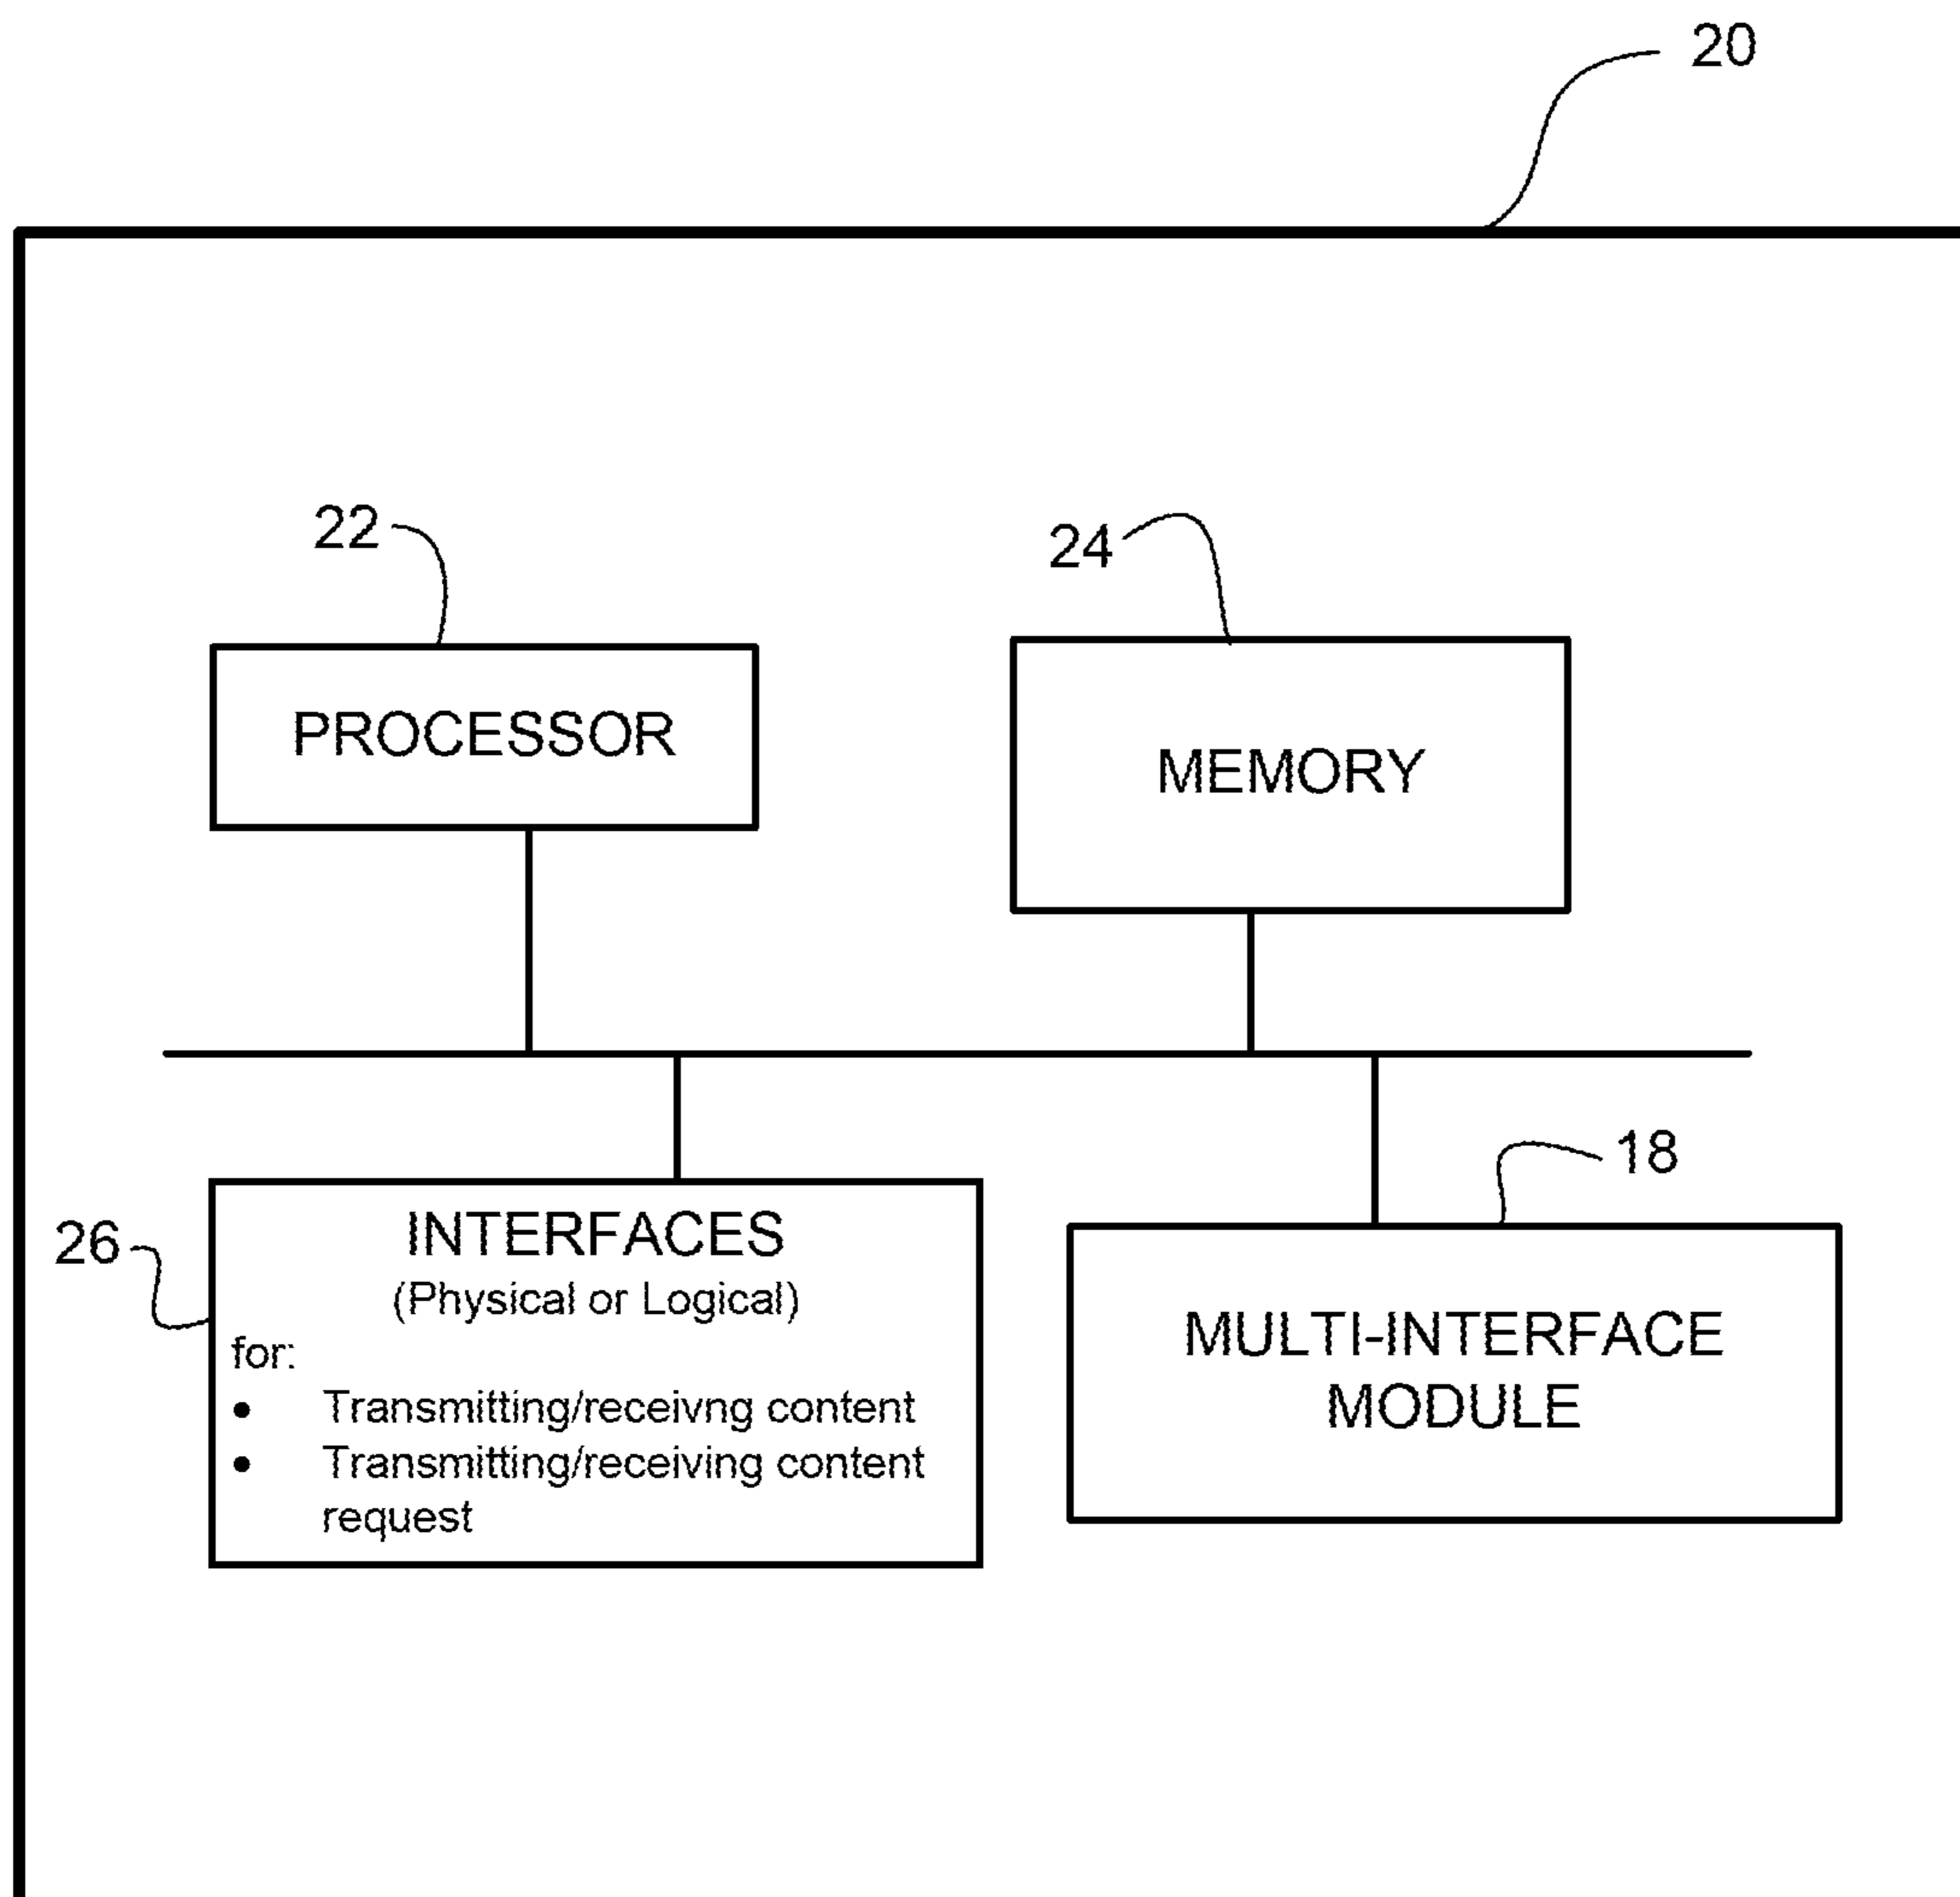 20
22
24
PROCESSOR
MEMORY
18
26
INTERFACES
(Physical or Logical)
for:
• Transmitting/receivng content
• Transmitting/receiving content
request
MULTI-INTERFACE
MODULE